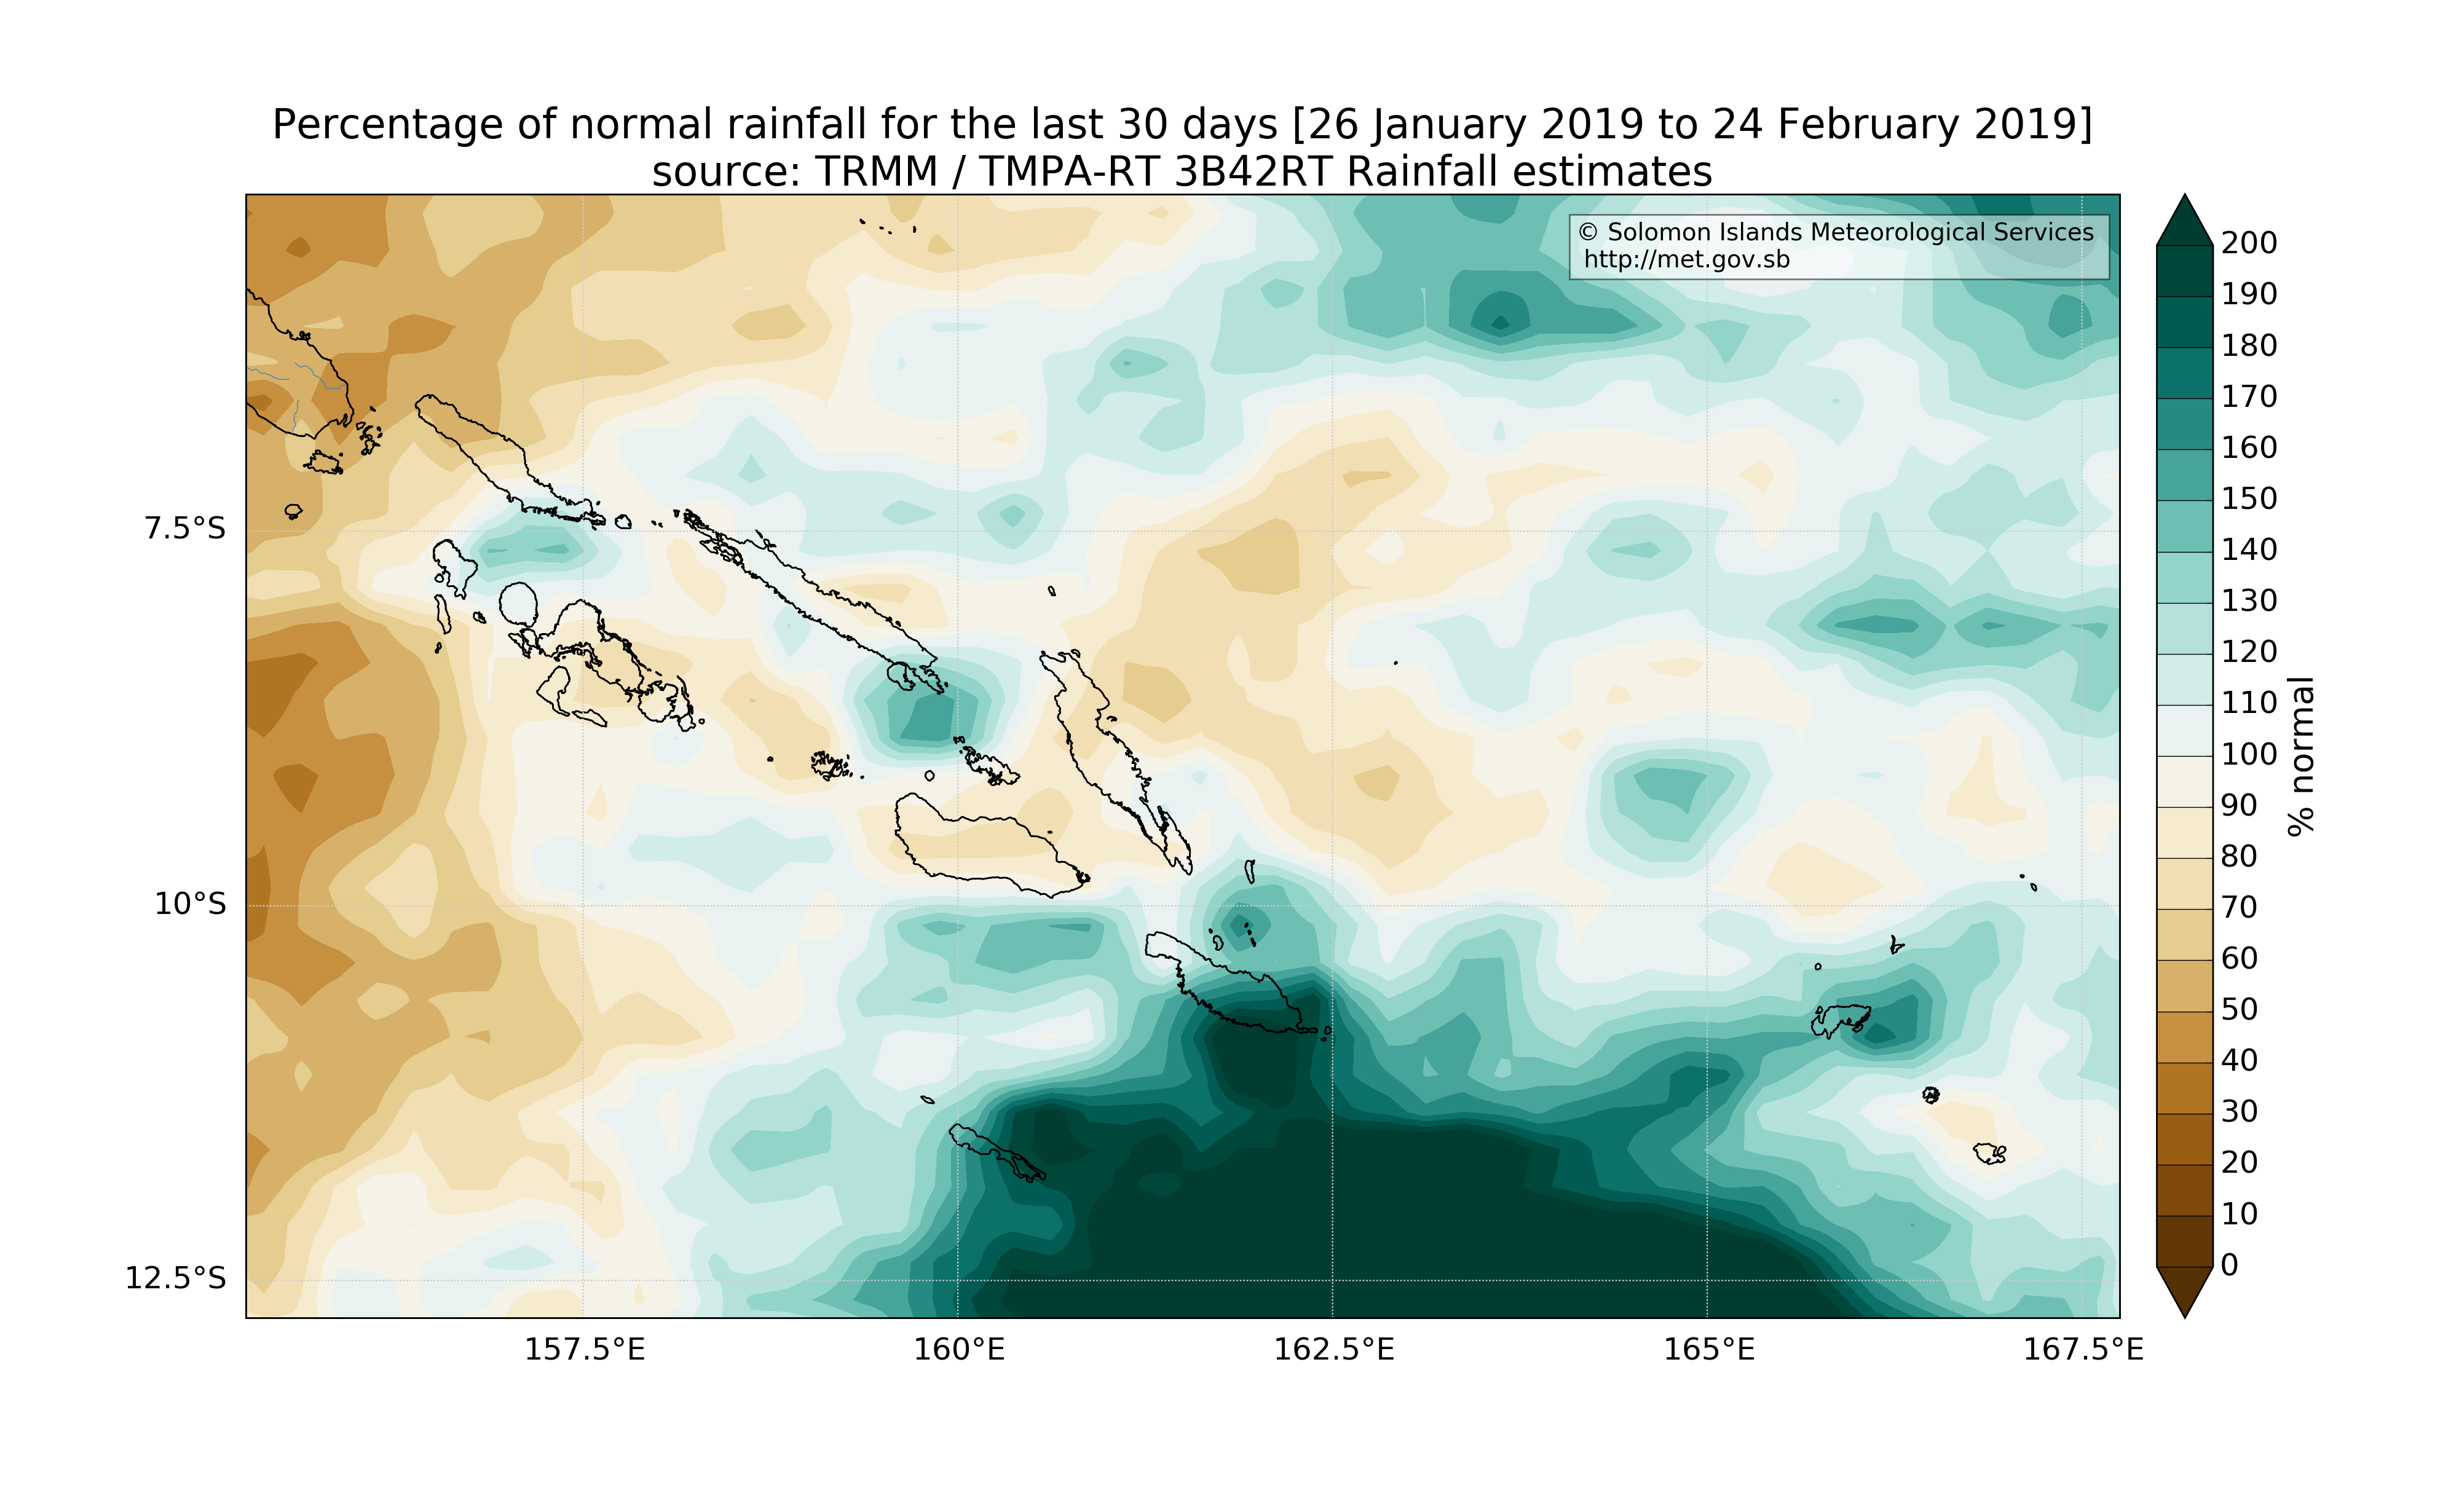 Percentage of normal rainfall for the last 30 days [26 January 2019 to 24 February 2019]
source: TRMM / TMPA-RT 3B42RT Rainfall estimates
© Solomon Islands Meteorological Services
http://met.gov.sb
7.5°S
10°S
12.5°S
157.5°E
160°E
162.5°E
165°E
167.5°E
200
190
180
170
160
150
140
130
120
110
100
90
80
70
60
50
40
30
20
10
0
% normal